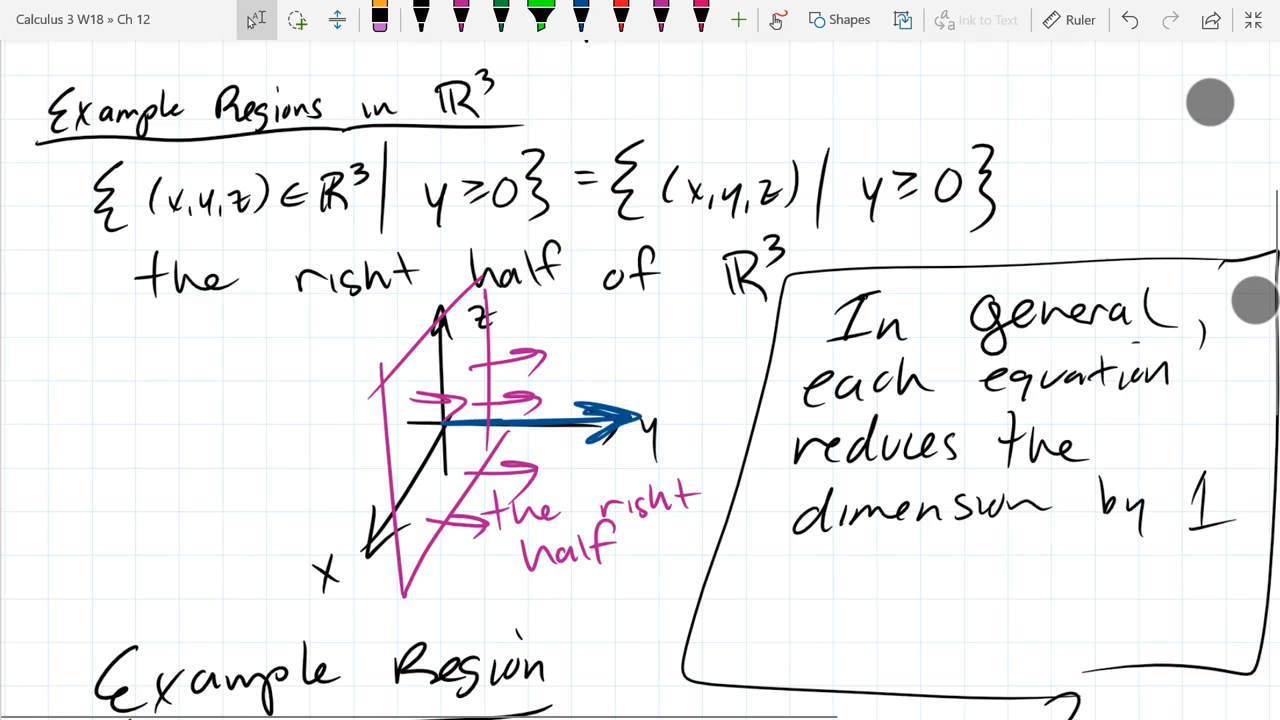 Calculus 3 W18 » Ch 12
Shapes
Ink to Text
Ruler
Example Regions in ℝ³
{ (x,y,z) ∈ ℝ³ | y ≥ 0 } = { (x,y,z) | y ≥ 0 }
the right half of ℝ³
z
y
x
the right
half
In general,
each equation
reduces the
dimension by 1
Example Region